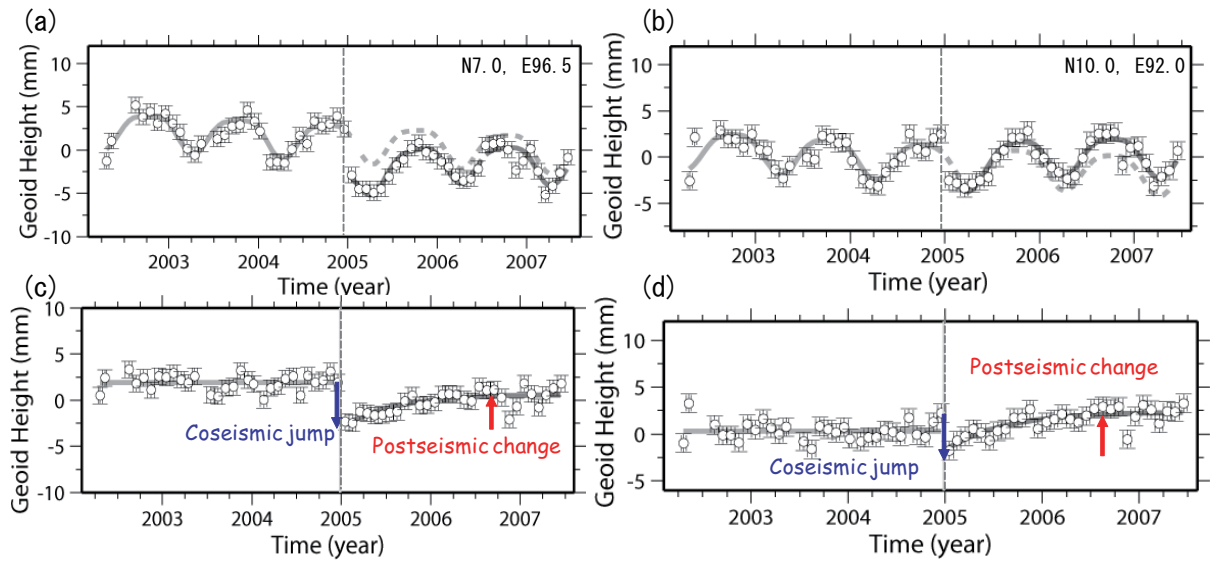 (a)
(b)
Geoid Height (mm)
10
5
0
-5
-10
N7.0, E96.5
2003
2004
2005
2006
2007
Time (year)
Geoid Height (mm)
10
5
0
-5
N10.0, E92.0
2003
2004
2005
2006
2007
Time (year)
(c)
(d)
Geoid Height (mm)
10
5
0
-5
-10
Coseismic jump
Postseismic change
2003
2004
2005
2006
2007
Time (year)
Geoid Height (mm)
10
5
0
-5
Postseismic change
Coseismic jump
2003
2004
2005
2006
2007
Time (year)